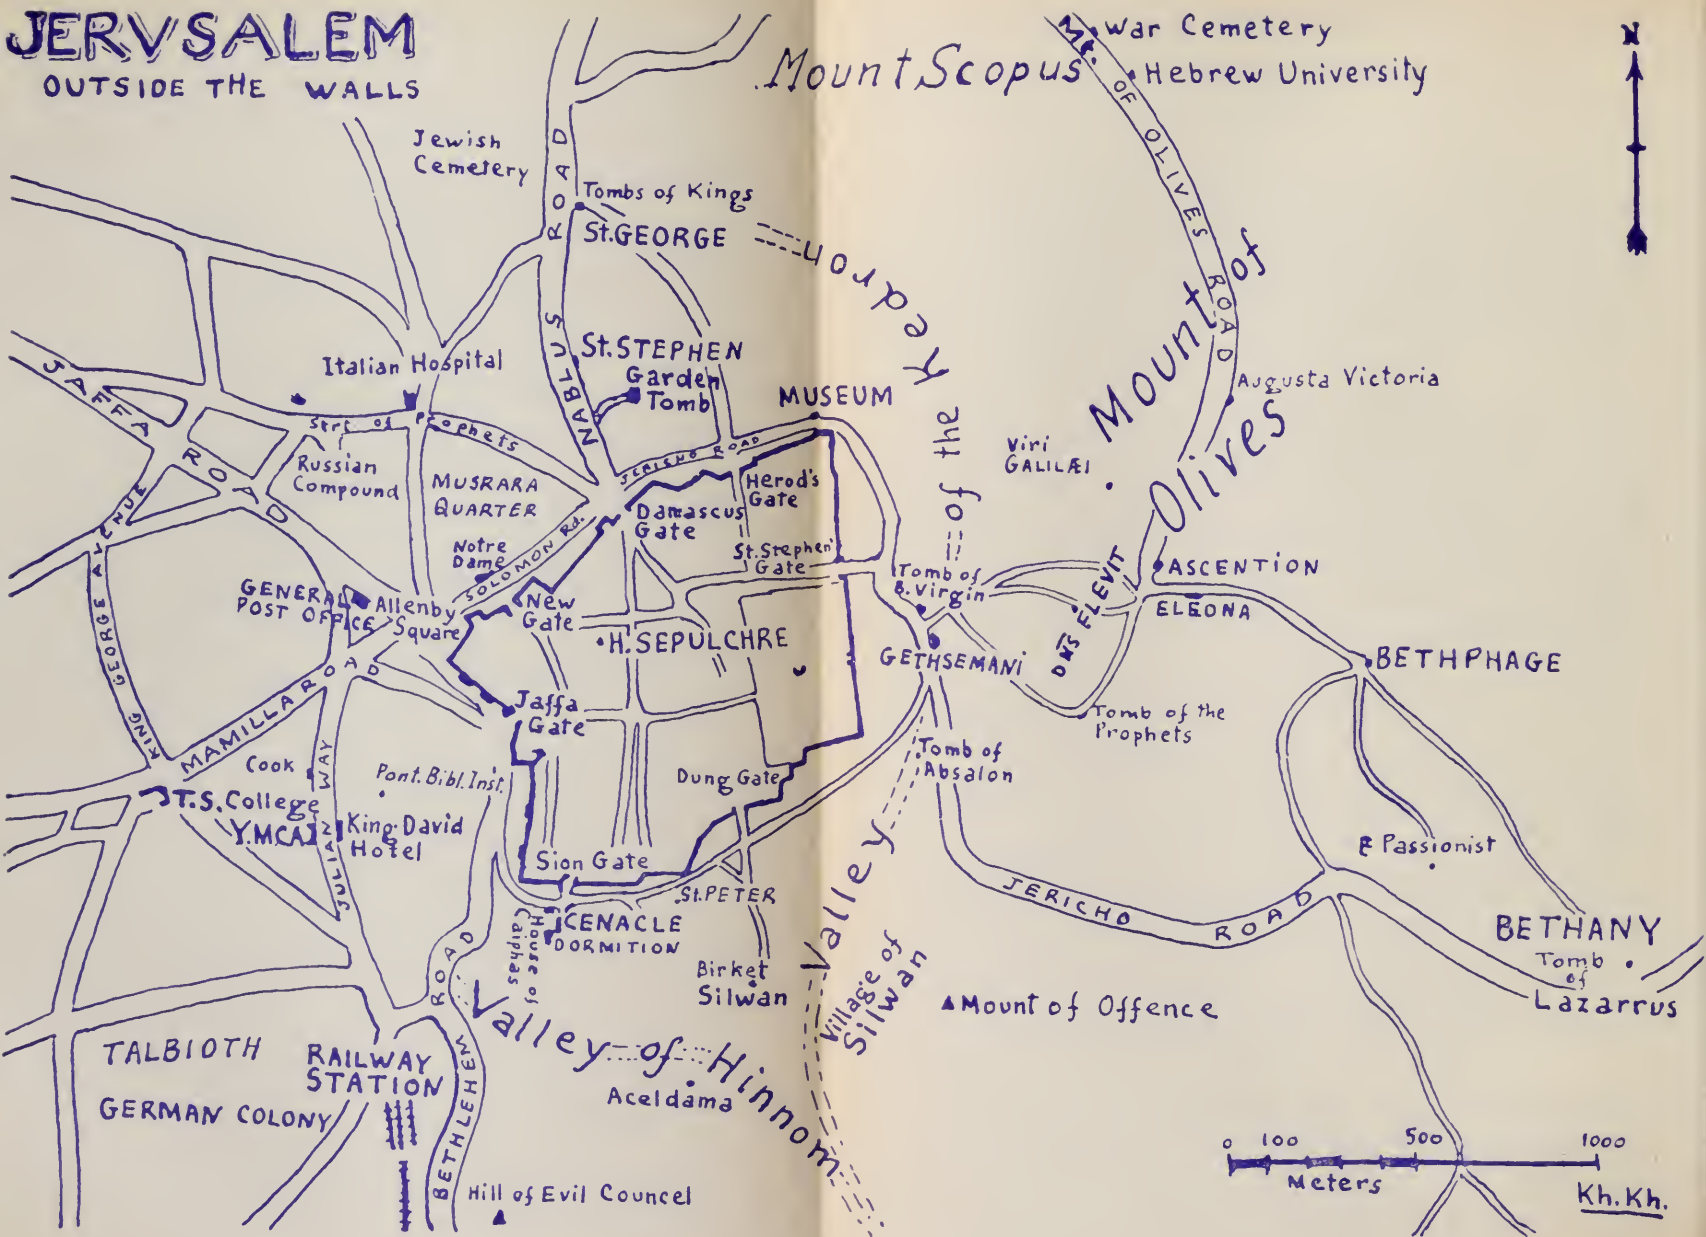 JERVSALEM
OUTSIDE THE WALLS
War Cemetery
Mount Scopus
Hebrew University
N
Mt. OF OLIVES ROAD
Jewish
Cemetery
Tombs of Kings
St. GEORGE
NABLUS ROAD
Valley of the Kedron
Mount of
Olives
Augusta Victoria
Viri
GALILÆI
Italian Hospital
St. STEPHEN
Garden
Tomb
MUSEUM
JAFFA ROAD
Strt. of Prophets
Russian
Compound
MUSRARA
QUARTER
JERICHO ROAD
Herod's
Gate
Damascus
Gate
St. Stephen'
Gate
Notre
Dame
SOLOMON Rd.
New
Gate
GENERAL
POST OFFICE
Allenby
Square
H. SEPULCHRE
Tomb of
B. Virgin
GETHSEMANI
DNS FLEVIT
ASCENTION
ELEONA
BETHPHAGE
KING GEORGE AVENUE
MAMILLA ROAD
Jaffa
Gate
Tomb of the
Prophets
Tomb of
Absalon
Cook
Pont. Bibl. Inst.
Dung Gate
T.S. College
Y.M.C.A.
King David
Hotel
JULIAN WAY
Sion Gate
St. PETER
CENACLE
DORMITION
House of
Caiphas
Birket
Silwan
Village of
Silwan
Passionist
JERICHO ROAD
BETHANY
Tomb
of
Lazarrus
Mount of Offence
Valley of Hinnom
Aceldama
TALBIOTH
GERMAN COLONY
RAILWAY
STATION
BETHLEHEM ROAD
Hill of Evil Councel
0 100 500 1000
Meters
Kh. Kh.